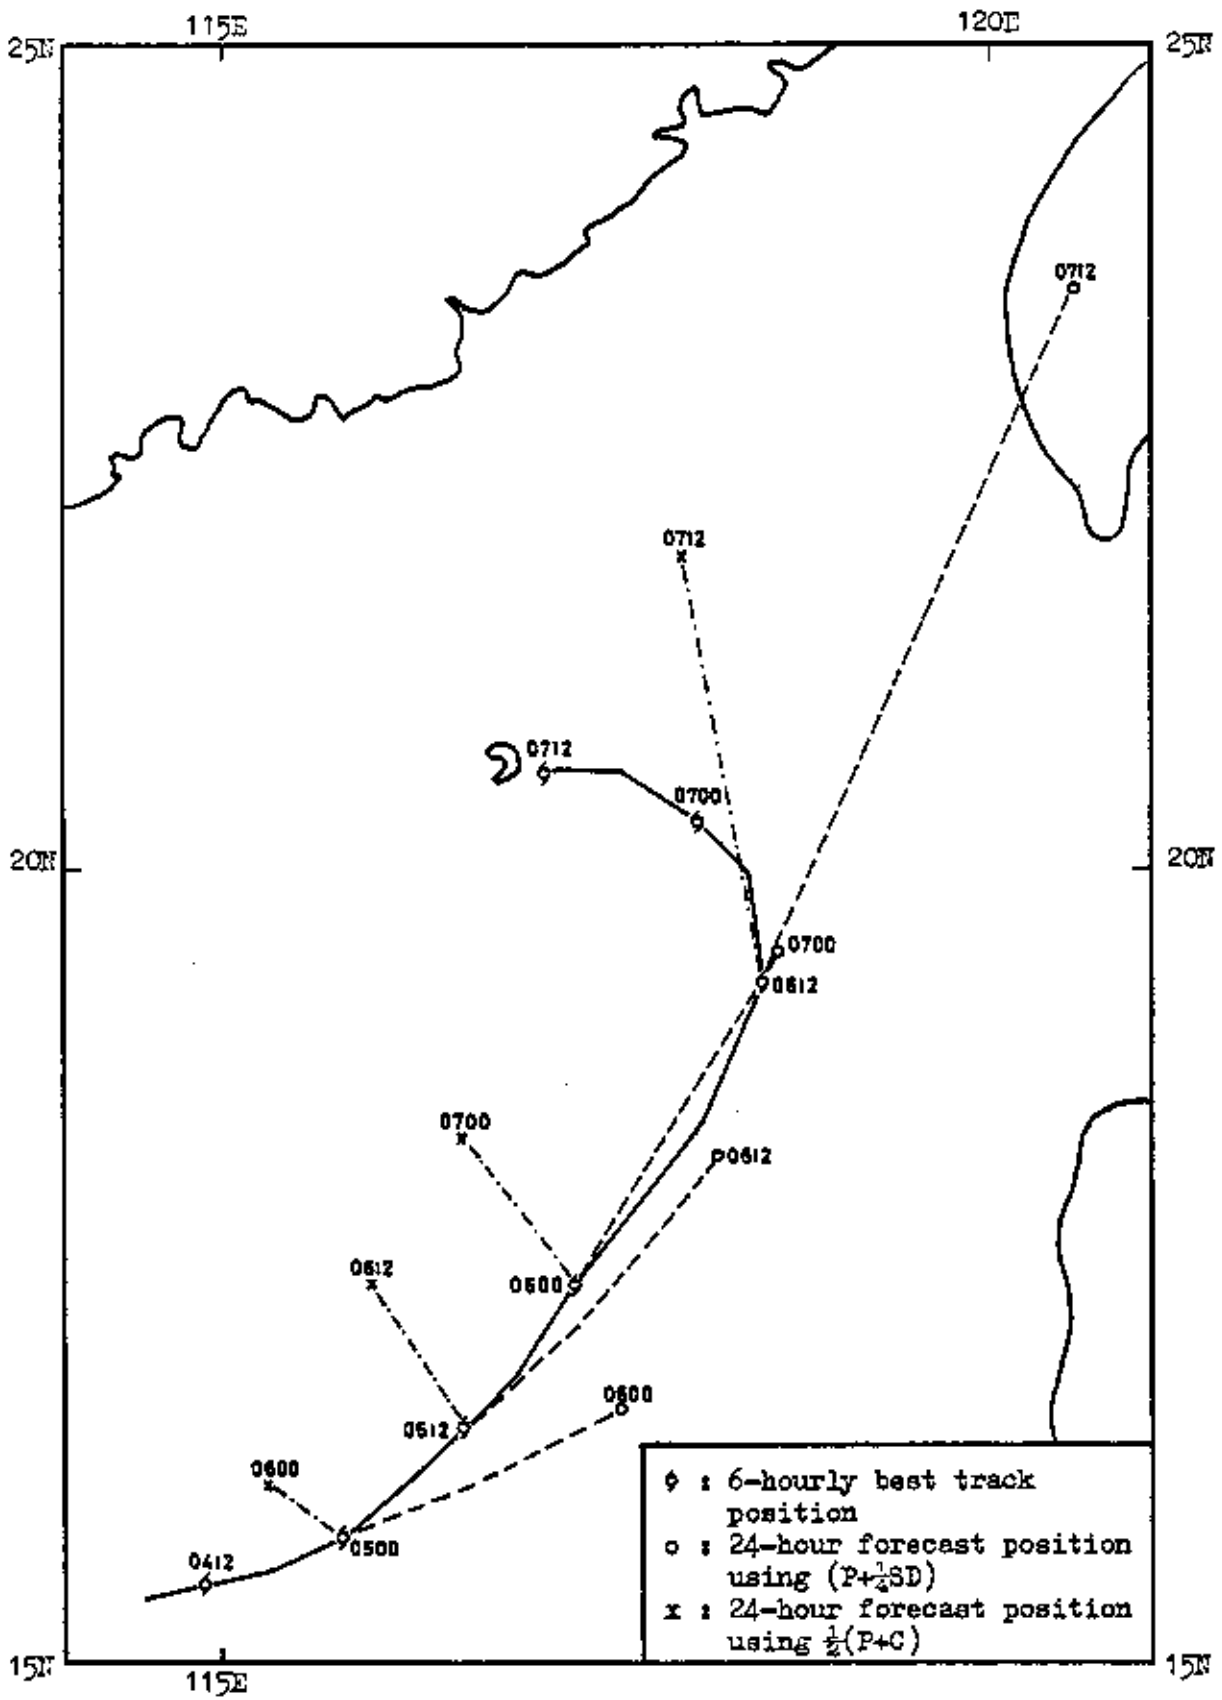 115E
120E
25N
25N
0712
0712
0712
0700
20N
20N
0700
0612
0700
0612
0612
0600
0600
0512
0600
0500
0412
ϕ : 6-hourly best track
position
o : 24-hour forecast position
using (P+¼SD)
x : 24-hour forecast position
using ½(P+C)
15N
15N
115E